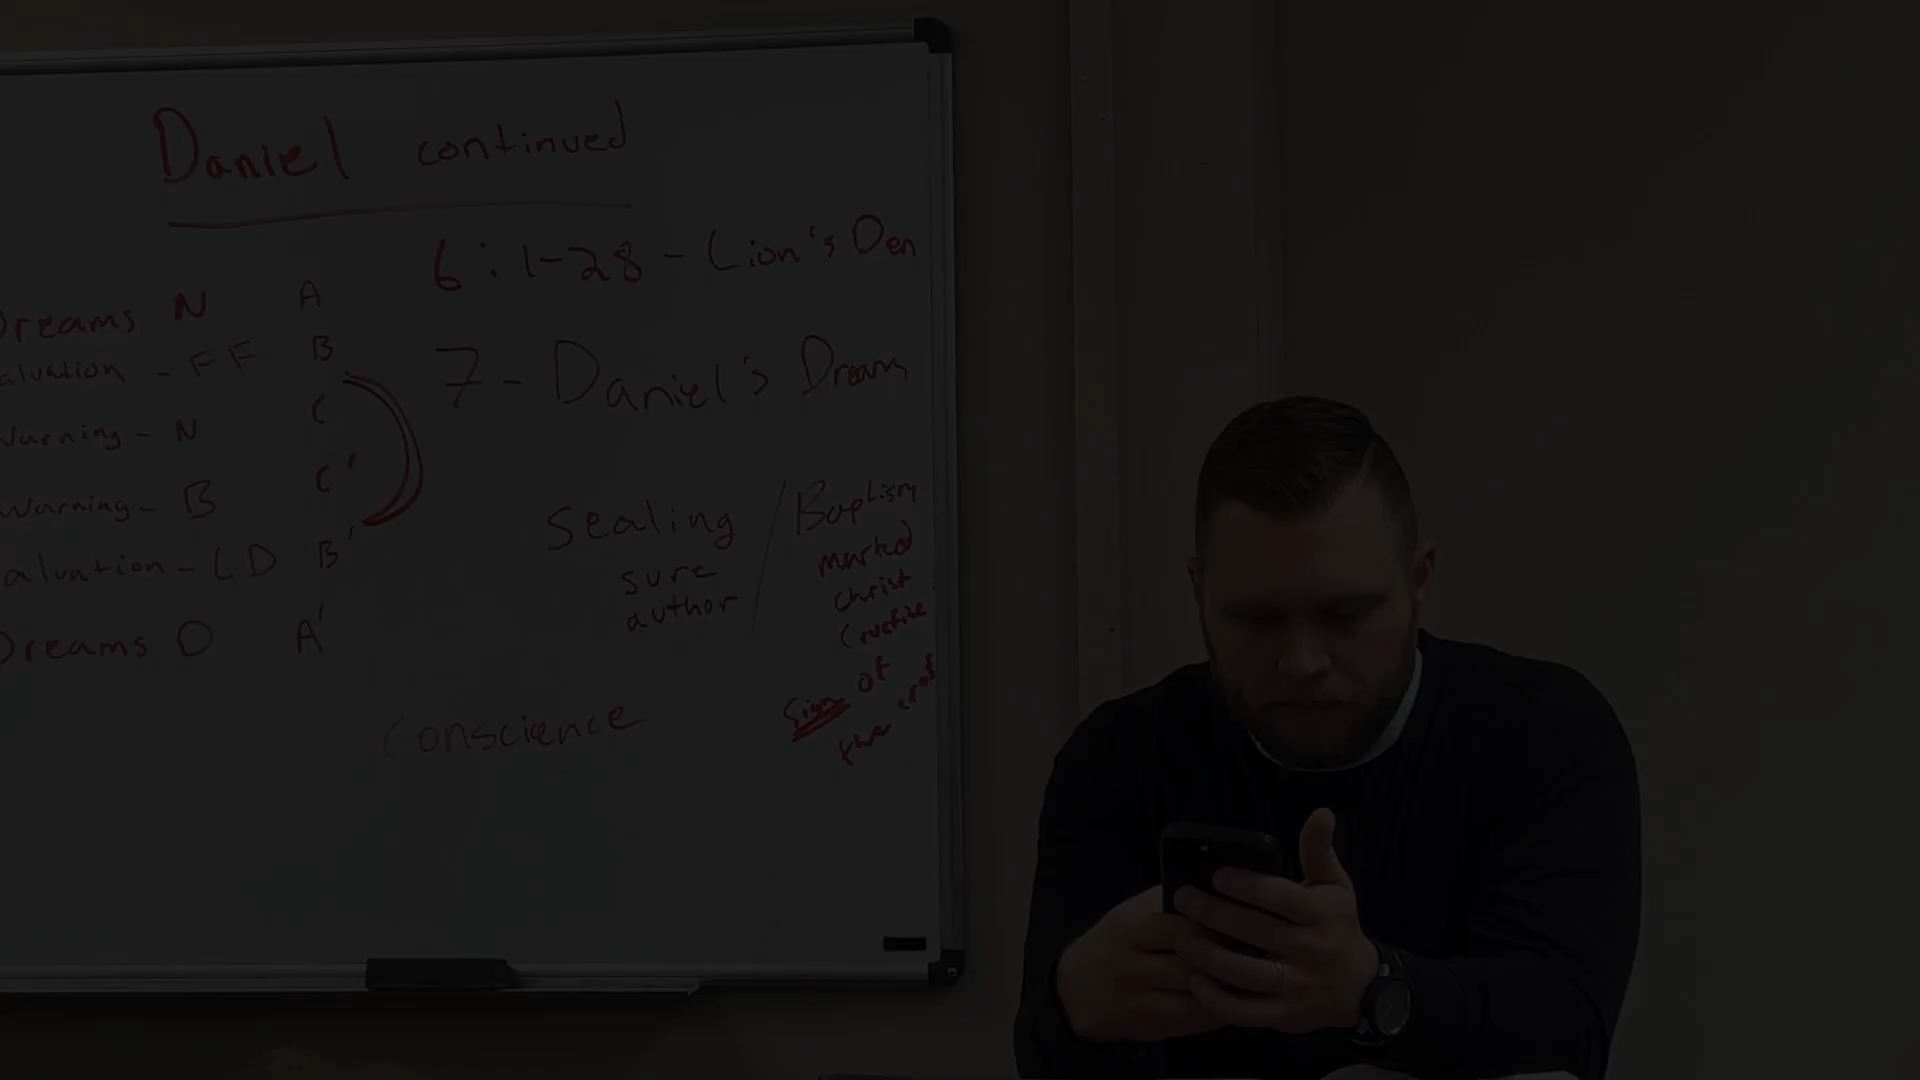 Daniel continued
6:1-28 - Lion's Den
7 - Daniel's Dream
Dreams N A
alvation - FF B
Warning - N C
Warning - B C'
alvation - LD B'
Dreams D A'
Sealing / Baptism
sure
author
marked
Christ
Sign of
the
Conscience